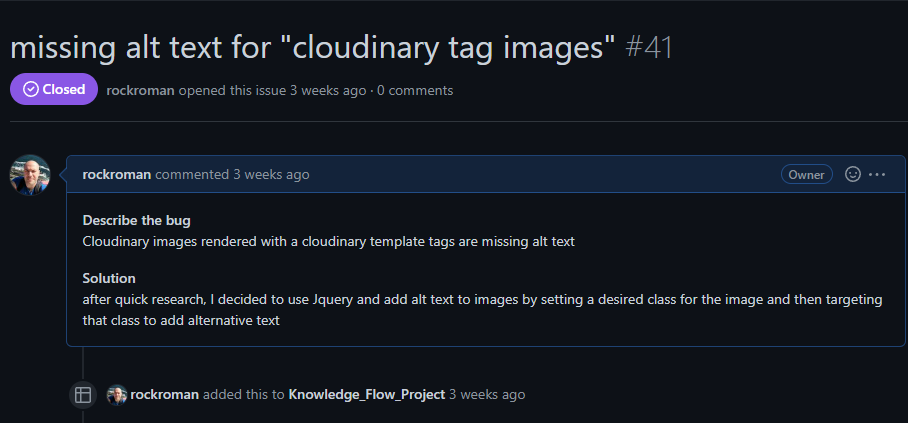 missing alt text for "cloudinary tag images" #41
Closed rockroman opened this issue 3 weeks ago · 0 comments
rockroman commented 3 weeks ago Owner
Describe the bug
Cloudinary images rendered with a cloudinary template tags are missing alt text
Solution
after quick research, I decided to use Jquery and add alt text to images by setting a desired class for the image and then targeting
that class to add alternative text
rockroman added this to Knowledge_Flow_Project 3 weeks ago